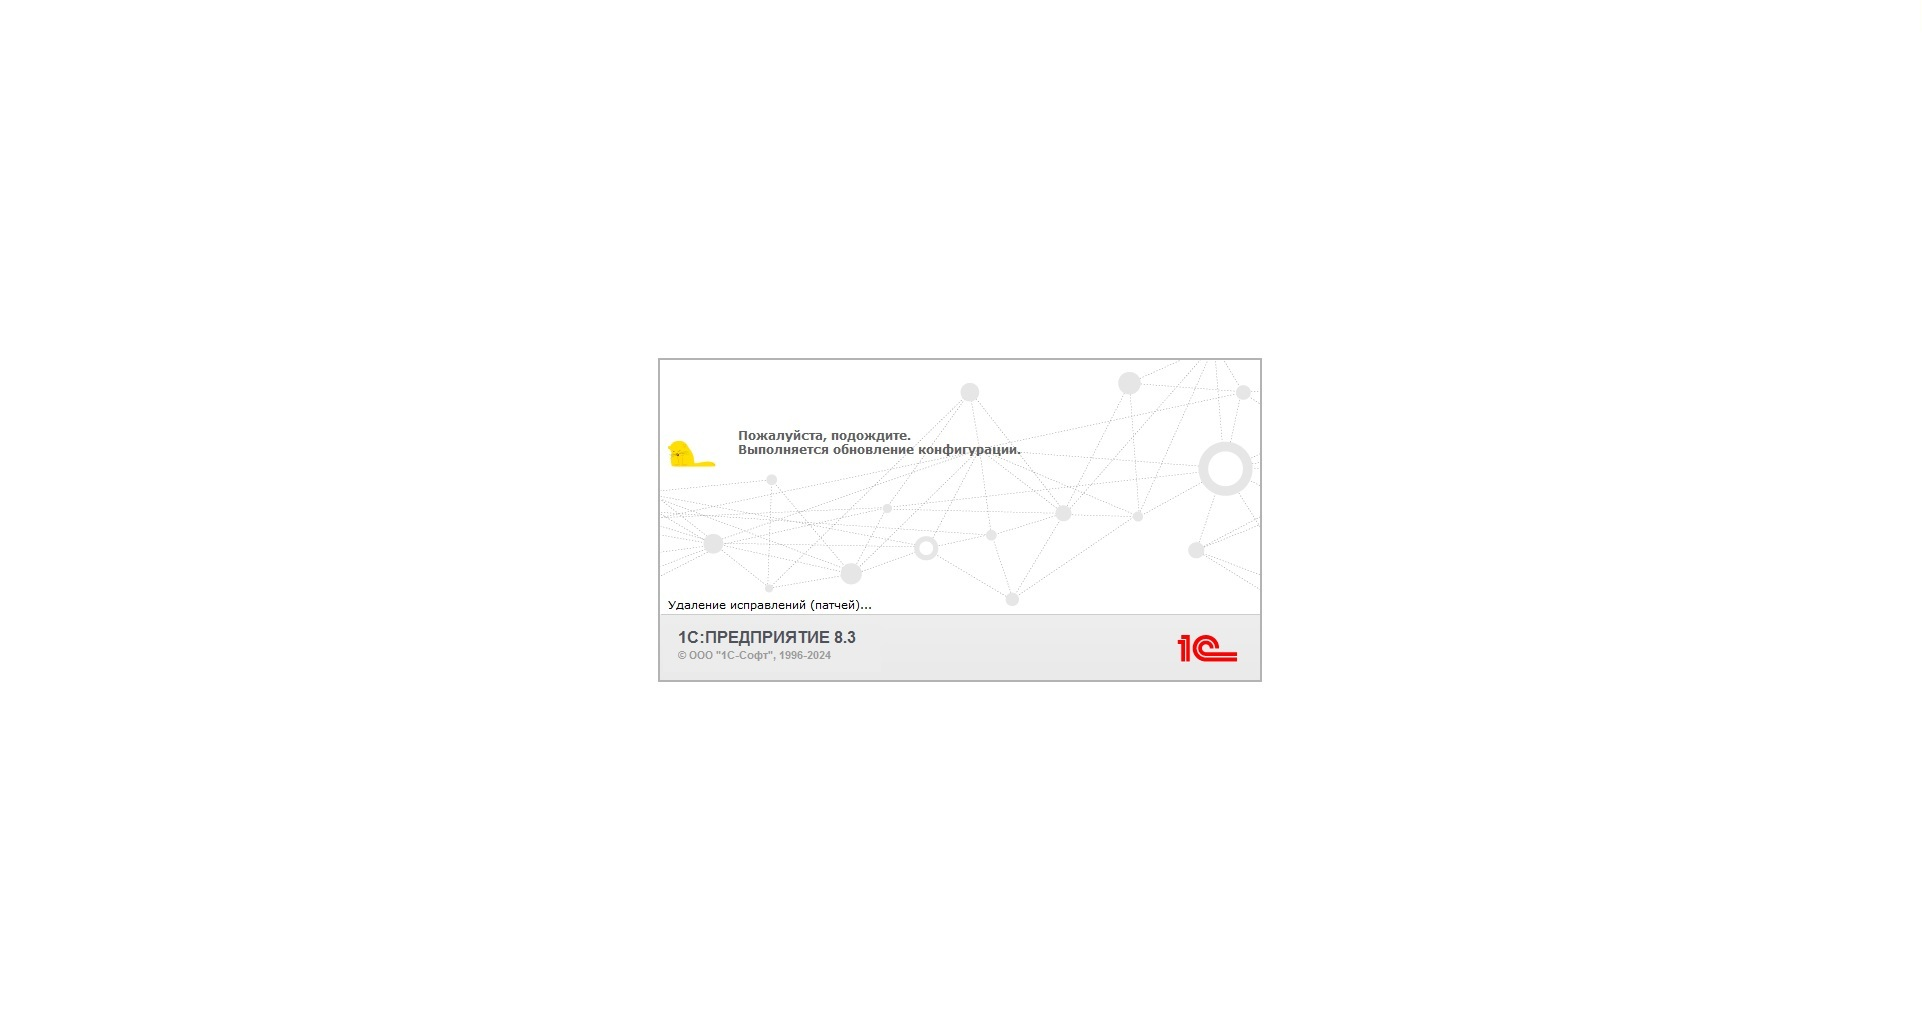 Пожалуйста, подождите.
Выполняется обновление конфигурации.
Удаление исправлений (патчей)...
1С:ПРЕДПРИЯТИЕ 8.3
© ООО "1С-Софт", 1996-2024
1С